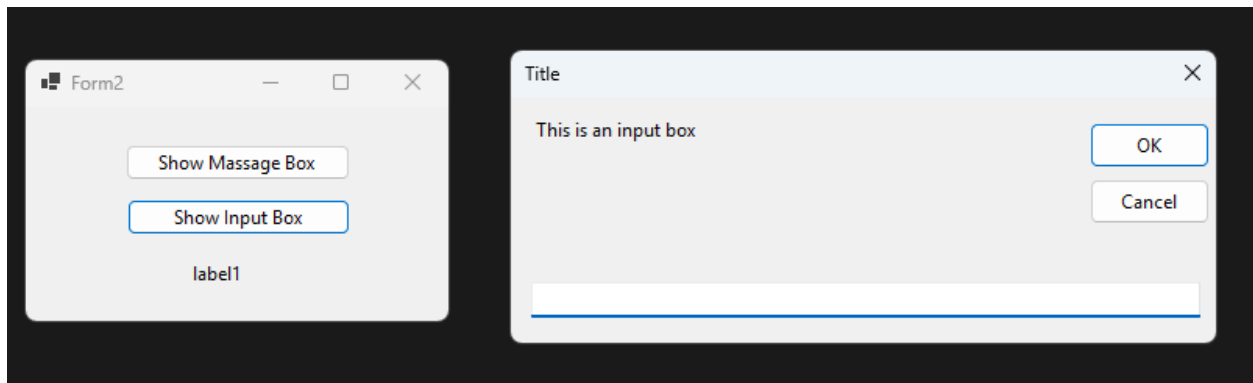 Form2
Show Massage Box
Show Input Box
label1
Title
This is an input box
OK
Cancel